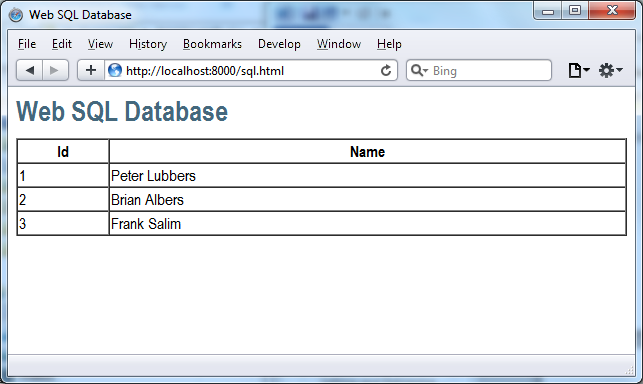 Web SQL Database
File Edit View History Bookmarks Develop Window Help
http://localhost:8000/sql.html Bing
Web SQL Database
Id Name
1 Peter Lubbers
2 Brian Albers
3 Frank Salim